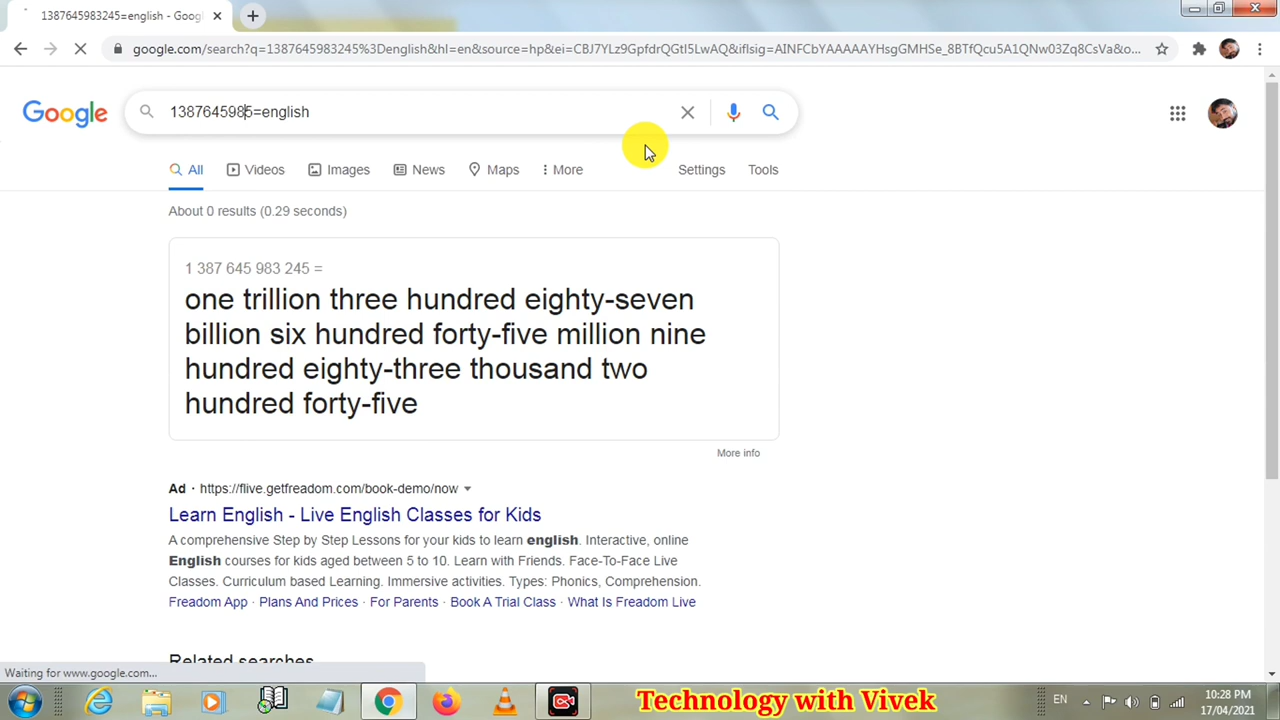 1387645983245=english - Goog
google.com/search?q=1387645983245%3Denglish&hl=en&source=hp&ei=CBJ7YLz9GpfdrQGtI5LwAQ&iflsig=AINFCbYAAAAAYHsgGMHSe_8BTfQcu5A1QNw03Zq8CsVa&o...
Google
1387645985=english
All
Videos
Images
News
Maps
More
Settings
Tools
About 0 results (0.29 seconds)
1 387 645 983 245 =
one trillion three hundred eighty-seven
billion six hundred forty-five million nine
hundred eighty-three thousand two
hundred forty-five
More info
Ad · https://flive.getfreadom.com/book-demo/now
Learn English - Live English Classes for Kids
A comprehensive Step by Step Lessons for your kids to learn english. Interactive, online
English courses for kids aged between 5 to 10. Learn with Friends. Face-To-Face Live
Classes. Curriculum based Learning. Immersive activities. Types: Phonics, Comprehension.
Freadom App · Plans And Prices · For Parents · Book A Trial Class · What Is Freadom Live
Related searches
Waiting for www.google.com...
Technology with Vivek
EN
10:28 PM
17/04/2021